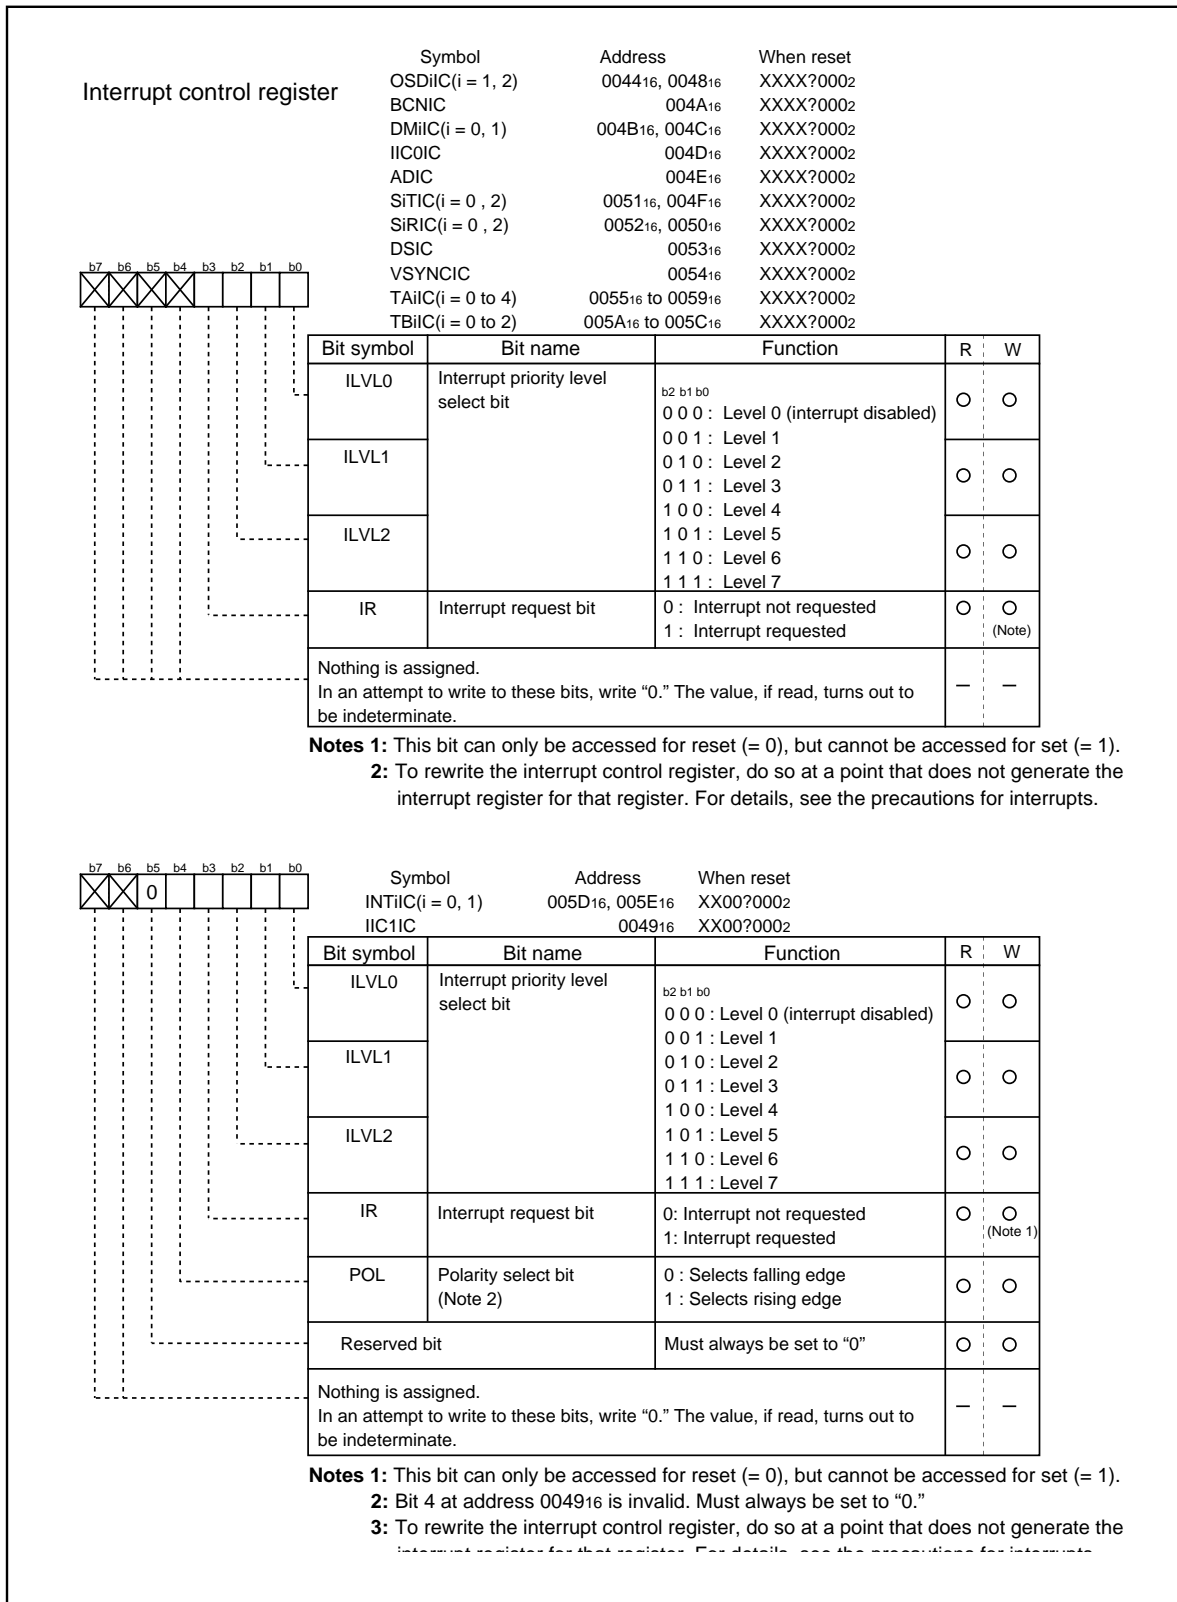 Interrupt control register
Symbol Address When reset
OSDiIC(i = 1, 2) 004416, 004816 XXXX?0002
BCNIC 004A16 XXXX?0002
DMiIC(i = 0, 1) 004B16, 004C16 XXXX?0002
IIC0IC 004D16 XXXX?0002
ADIC 004E16 XXXX?0002
SiTIC(i = 0 , 2) 005116, 004F16 XXXX?0002
SiRIC(i = 0 , 2) 005216, 005016 XXXX?0002
DSIC 005316 XXXX?0002
VSYNCIC 005416 XXXX?0002
TAiIC(i = 0 to 4) 005516 to 005916 XXXX?0002
TBiIC(i = 0 to 2) 005A16 to 005C16 XXXX?0002
b7 b6 b5 b4 b3 b2 b1 b0
Bit symbol Bit name Function R W
ILVL0 Interrupt priority level
select bit
b2 b1 b0
0 0 0 : Level 0 (interrupt disabled)
0 0 1 : Level 1
ILVL1 0 1 0 : Level 2
0 1 1 : Level 3
1 0 0 : Level 4
ILVL2 1 0 1 : Level 5
1 1 0 : Level 6
1 1 1 : Level 7
IR Interrupt request bit 0 : Interrupt not requested
1 : Interrupt requested (Note)
Nothing is assigned.
In an attempt to write to these bits, write “0.” The value, if read, turns out to
be indeterminate. – –
Notes 1: This bit can only be accessed for reset (= 0), but cannot be accessed for set (= 1).
2: To rewrite the interrupt control register, do so at a point that does not generate the
interrupt register for that register. For details, see the precautions for interrupts.
b7 b6 b5 b4 b3 b2 b1 b0
0
Symbol Address When reset
INTiIC(i = 0, 1) 005D16, 005E16 XX00?0002
IIC1IC 004916 XX00?0002
Bit symbol Bit name Function R W
ILVL0 Interrupt priority level
select bit
b2 b1 b0
0 0 0 : Level 0 (interrupt disabled)
0 0 1 : Level 1
ILVL1 0 1 0 : Level 2
0 1 1 : Level 3
1 0 0 : Level 4
ILVL2 1 0 1 : Level 5
1 1 0 : Level 6
1 1 1 : Level 7
IR Interrupt request bit 0: Interrupt not requested
1: Interrupt requested (Note 1)
POL Polarity select bit 0 : Selects falling edge
(Note 2) 1 : Selects rising edge
Reserved bit Must always be set to “0”
Nothing is assigned.
In an attempt to write to these bits, write “0.” The value, if read, turns out to
be indeterminate. – –
Notes 1: This bit can only be accessed for reset (= 0), but cannot be accessed for set (= 1).
2: Bit 4 at address 004916 is invalid. Must always be set to “0.”
3: To rewrite the interrupt control register, do so at a point that does not generate the
interrupt register for that register. For details, see the precautions for interrupts.